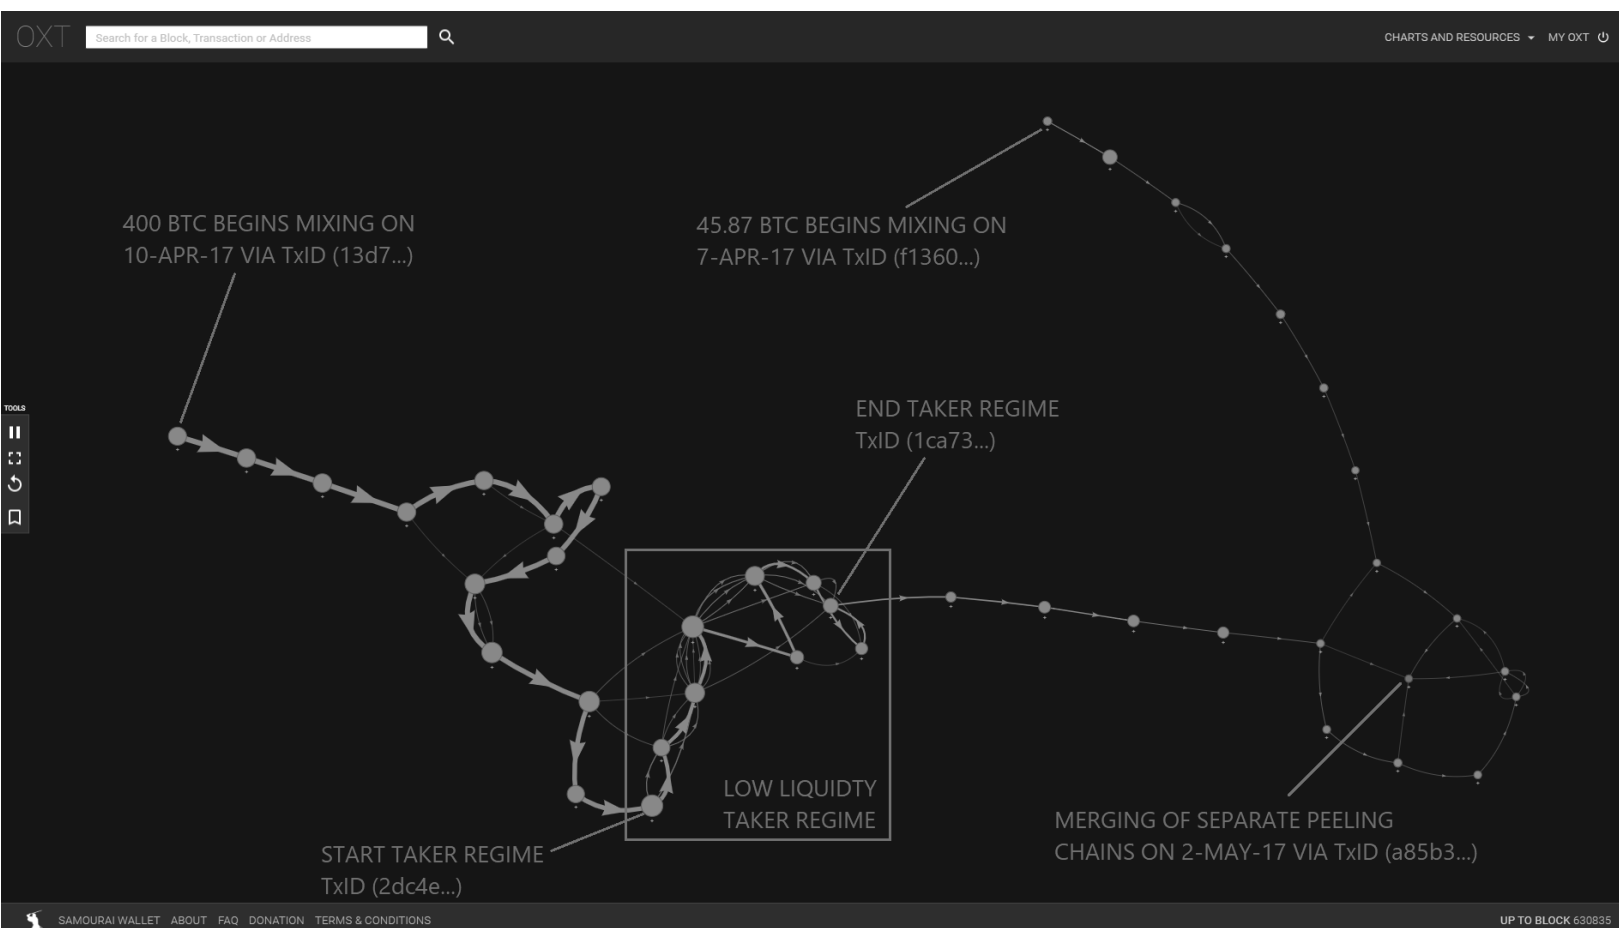 OXT
Search for a Block, Transaction or Address
CHARTS AND RESOURCES
MY OXT
45.87 BTC BEGINS MIXING ON
7-APR-17 VIA TxID (f1360...)
400 BTC BEGINS MIXING ON
10-APR-17 VIA TxID (13d7...)
TOOLS
END TAKER REGIME
TxID (1ca73...)
LOW LIQUIDTY
TAKER REGIME
START TAKER REGIME
TxID (2dc4e...)
MERGING OF SEPARATE PEELING
CHAINS ON 2-MAY-17 VIA TxID (a85b3...)
SAMOURAI WALLET ABOUT FAQ DONATION TERMS & CONDITIONS
UP TO BLOCK 630835